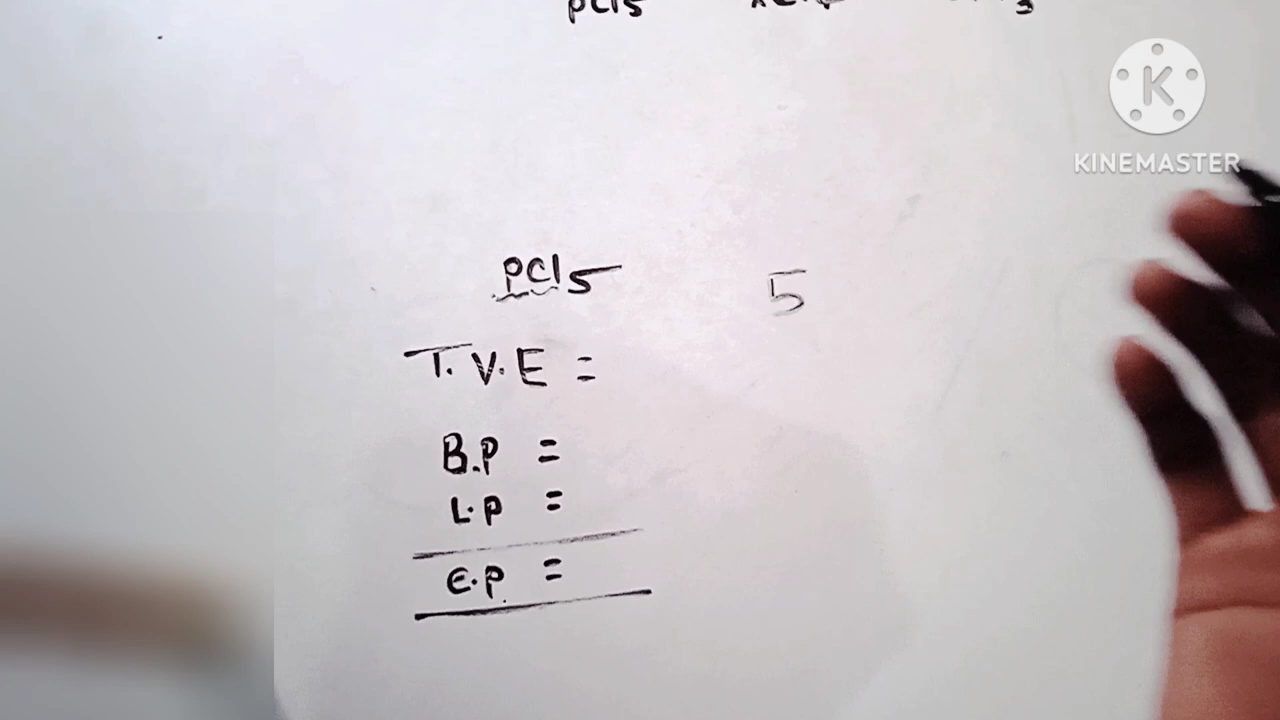 pCl5
K
KINEMASTER
pCl5 5
T.V.E =
B.P =
L.P =
E.P. =